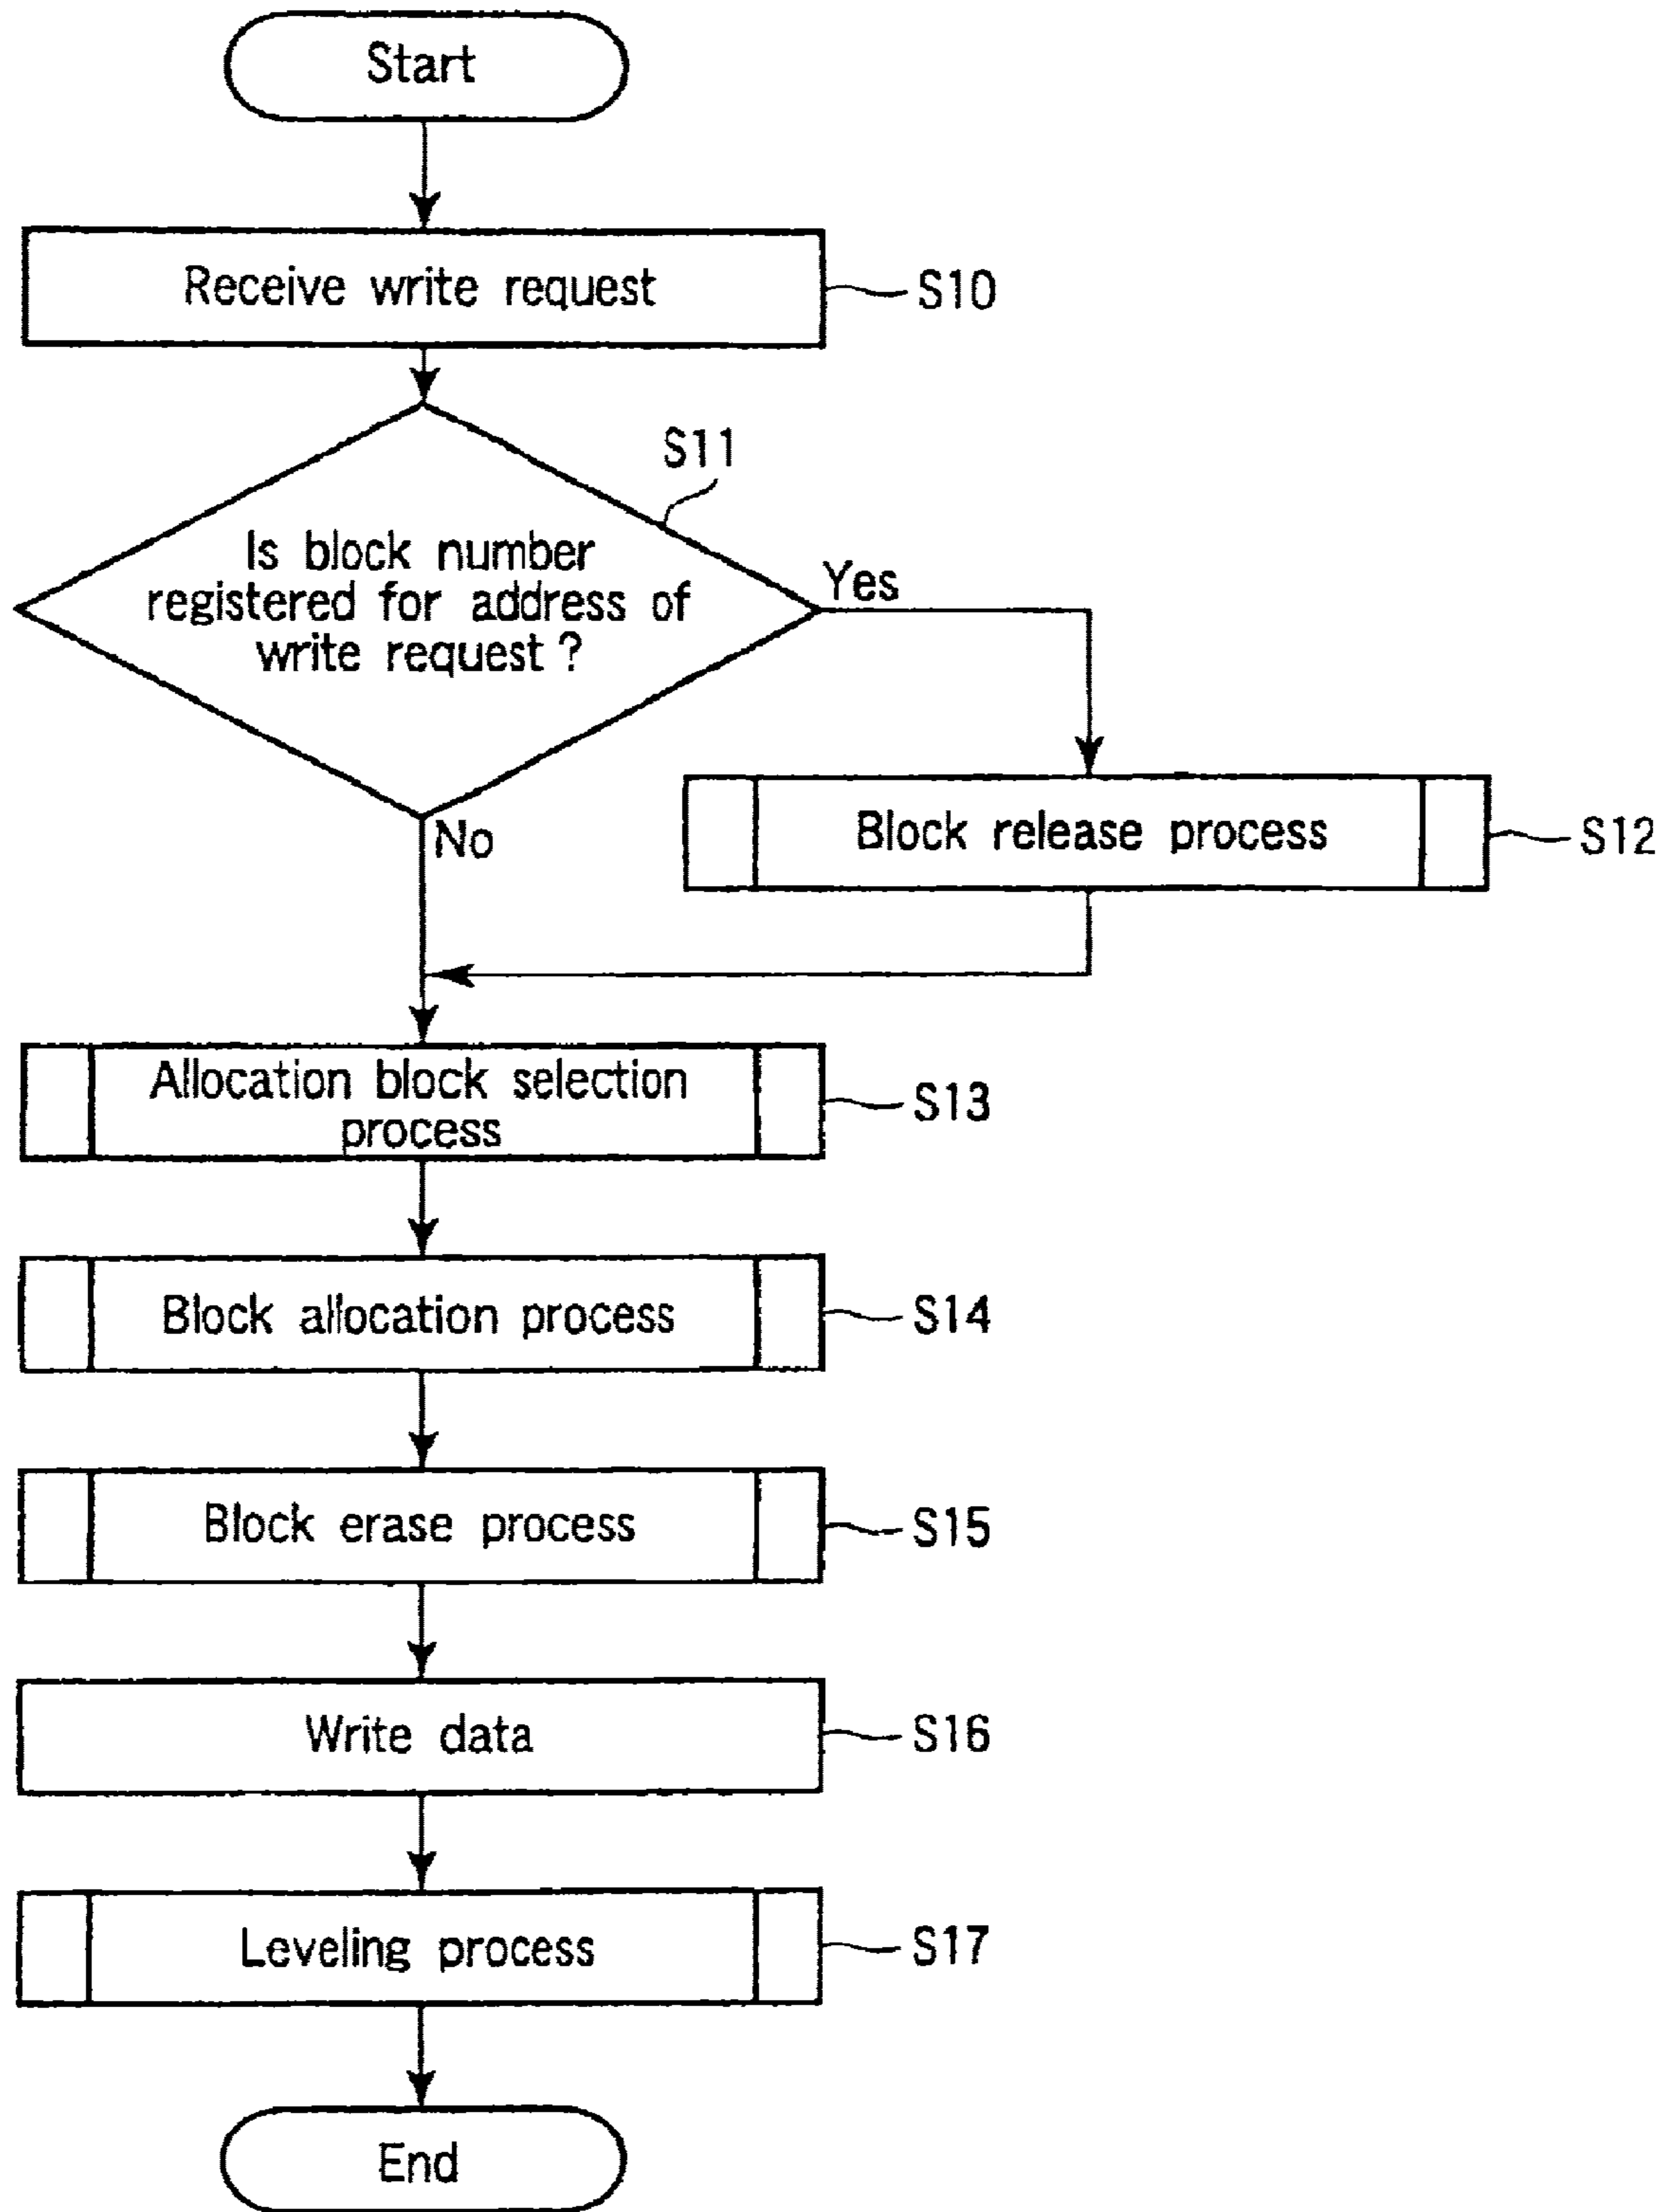 Start
Receive write request
S10
S11
Is block number
registered for address of
write request ?
Yes
No
Block release process
S12
Allocation block selection
process
S13
Block allocation process
S14
Block erase process
S15
Write data
S16
Leveling process
S17
End